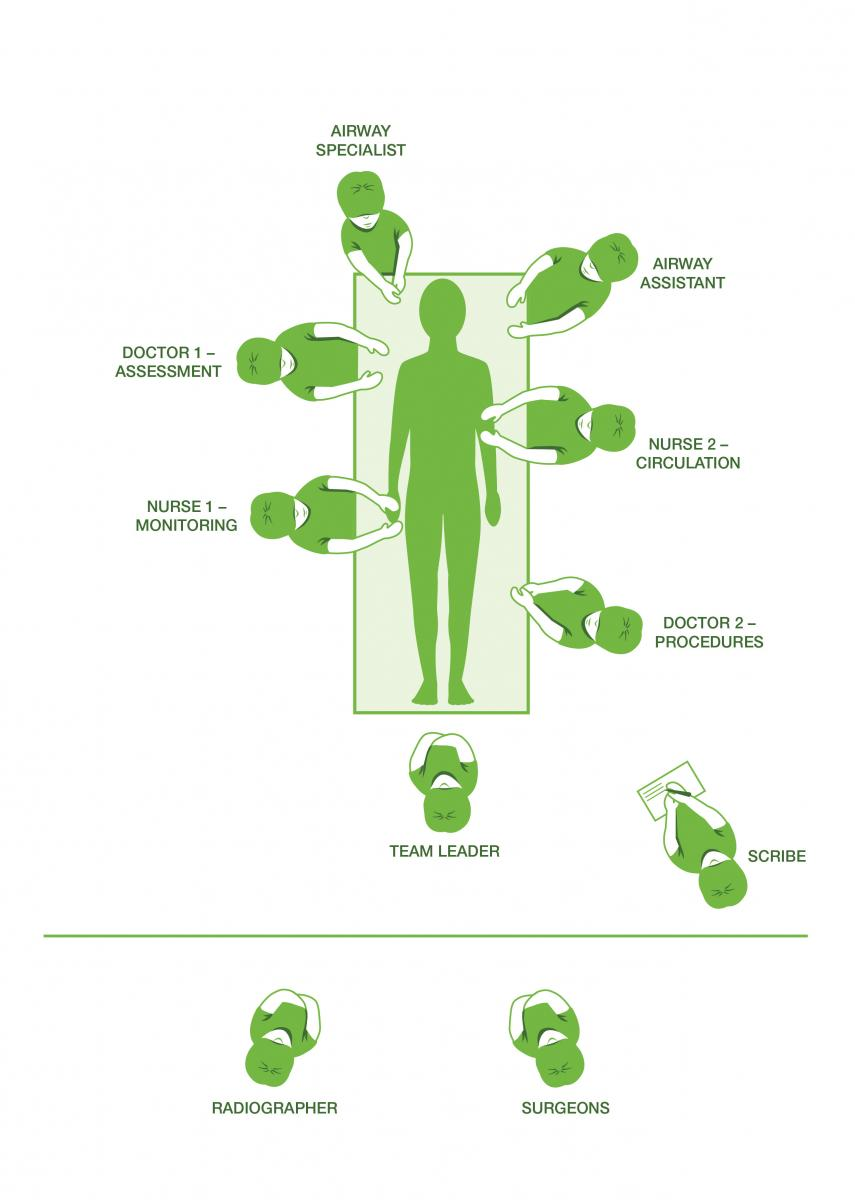 AIRWAY
SPECIALIST
AIRWAY
ASSISTANT
DOCTOR 1 –
ASSESSMENT
NURSE 2 –
CIRCULATION
NURSE 1 –
MONITORING
DOCTOR 2 –
PROCEDURES
TEAM LEADER
SCRIBE
RADIOGRAPHER
SURGEONS